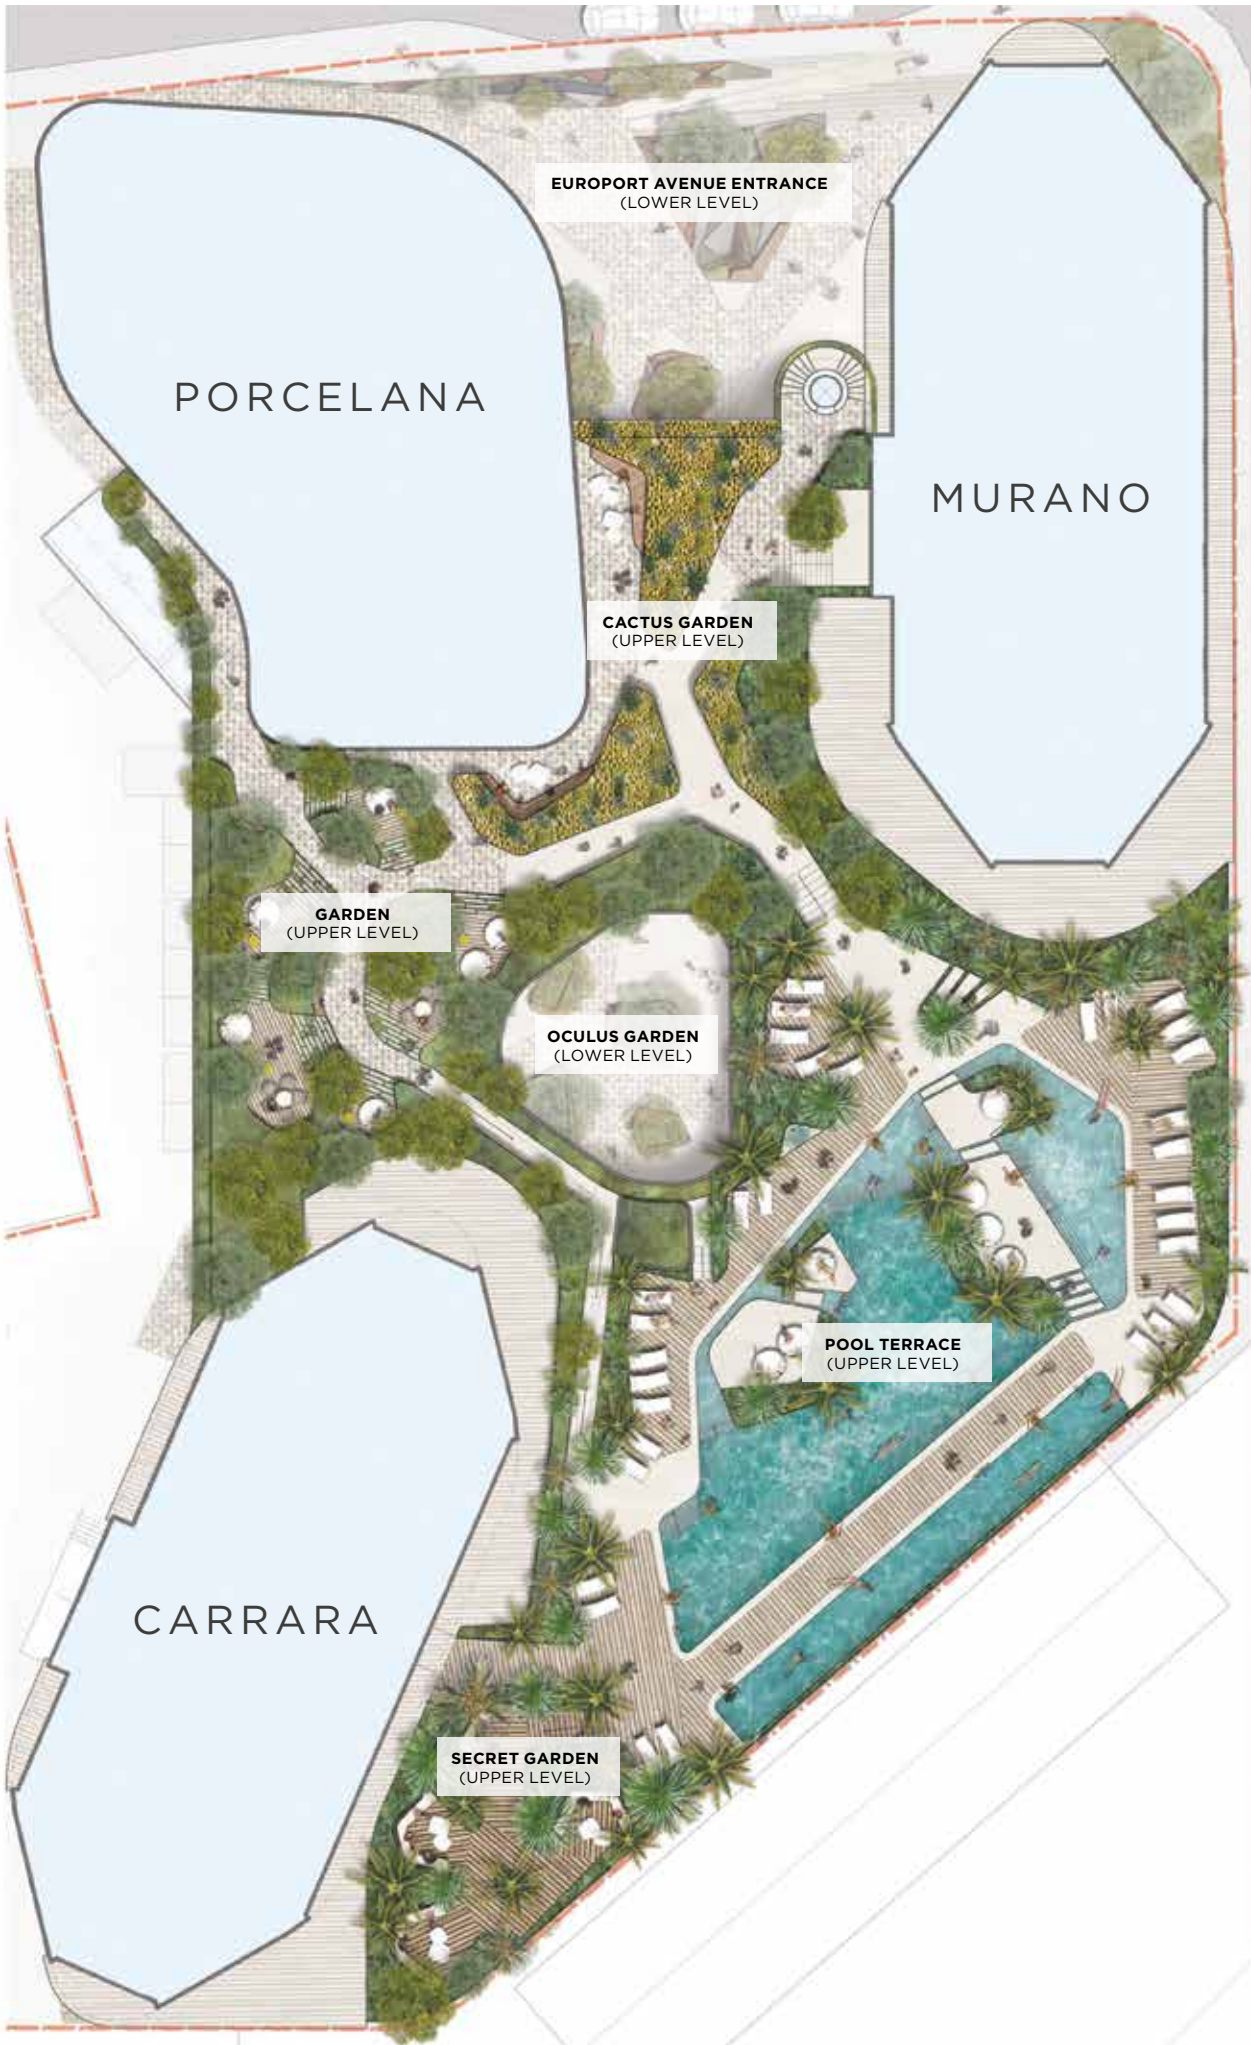 EUROPORT AVENUE ENTRANCE
(LOWER LEVEL)
PORCELANA
MURANO
CACTUS GARDEN
(UPPER LEVEL)
GARDEN
(UPPER LEVEL)
OCULUS GARDEN
(LOWER LEVEL)
POOL TERRACE
(UPPER LEVEL)
CARRARA
SECRET GARDEN
(UPPER LEVEL)